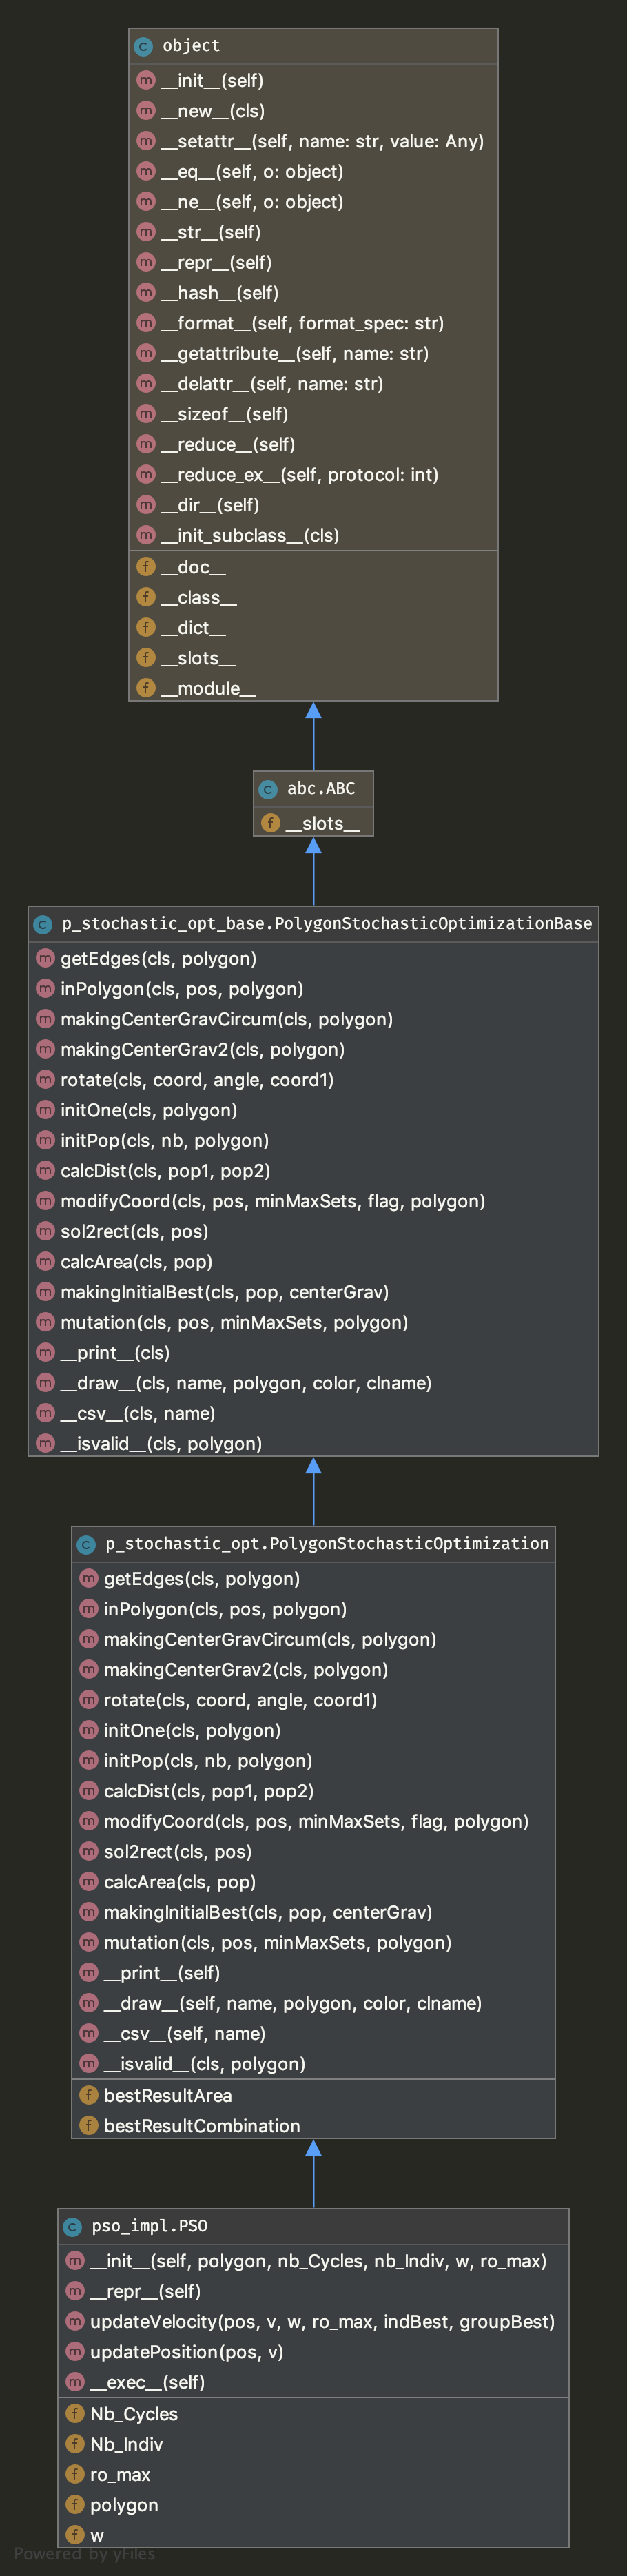 object
__init__(self)
__new__(cls)
__setattr__(self, name: str, value: Any)
__eq__(self, o: object)
__ne__(self, o: object)
__str__(self)
__repr__(self)
__hash__(self)
__format__(self, format_spec: str)
__getattribute__(self, name: str)
__delattr__(self, name: str)
__sizeof__(self)
__reduce__(self)
__reduce_ex__(self, protocol: int)
__dir__(self)
__init_subclass__(cls)
__doc__
__class__
__dict__
__slots__
__module__
abc.ABC
__slots__
p_stochastic_opt_base.PolygonStochasticOptimizationBase
getEdges(cls, polygon)
inPolygon(cls, pos, polygon)
makingCenterGravCircum(cls, polygon)
makingCenterGrav2(cls, polygon)
rotate(cls, coord, angle, coord1)
initOne(cls, polygon)
initPop(cls, nb, polygon)
calcDist(cls, pop1, pop2)
modifyCoord(cls, pos, minMaxSets, flag, polygon)
sol2rect(cls, pos)
calcArea(cls, pop)
makingInitialBest(cls, pop, centerGrav)
mutation(cls, pos, minMaxSets, polygon)
__print__(cls)
__draw__(cls, name, polygon, color, clname)
__csv__(cls, name)
__isvalid__(cls, polygon)
p_stochastic_opt.PolygonStochasticOptimization
getEdges(cls, polygon)
inPolygon(cls, pos, polygon)
makingCenterGravCircum(cls, polygon)
makingCenterGrav2(cls, polygon)
rotate(cls, coord, angle, coord1)
initOne(cls, polygon)
initPop(cls, nb, polygon)
calcDist(cls, pop1, pop2)
modifyCoord(cls, pos, minMaxSets, flag, polygon)
sol2rect(cls, pos)
calcArea(cls, pop)
makingInitialBest(cls, pop, centerGrav)
mutation(cls, pos, minMaxSets, polygon)
__print__(self)
__draw__(self, name, polygon, color, clname)
__csv__(self, name)
__isvalid__(cls, polygon)
bestResultArea
bestResultCombination
pso_impl.PSO
__init__(self, polygon, nb_Cycles, nb_Indiv, w, ro_max)
__repr__(self)
updateVelocity(pos, v, w, ro_max, indBest, groupBest)
updatePosition(pos, v)
__exec__(self)
Nb_Cycles
Nb_Indiv
ro_max
polygon
w
Powered by yFiles